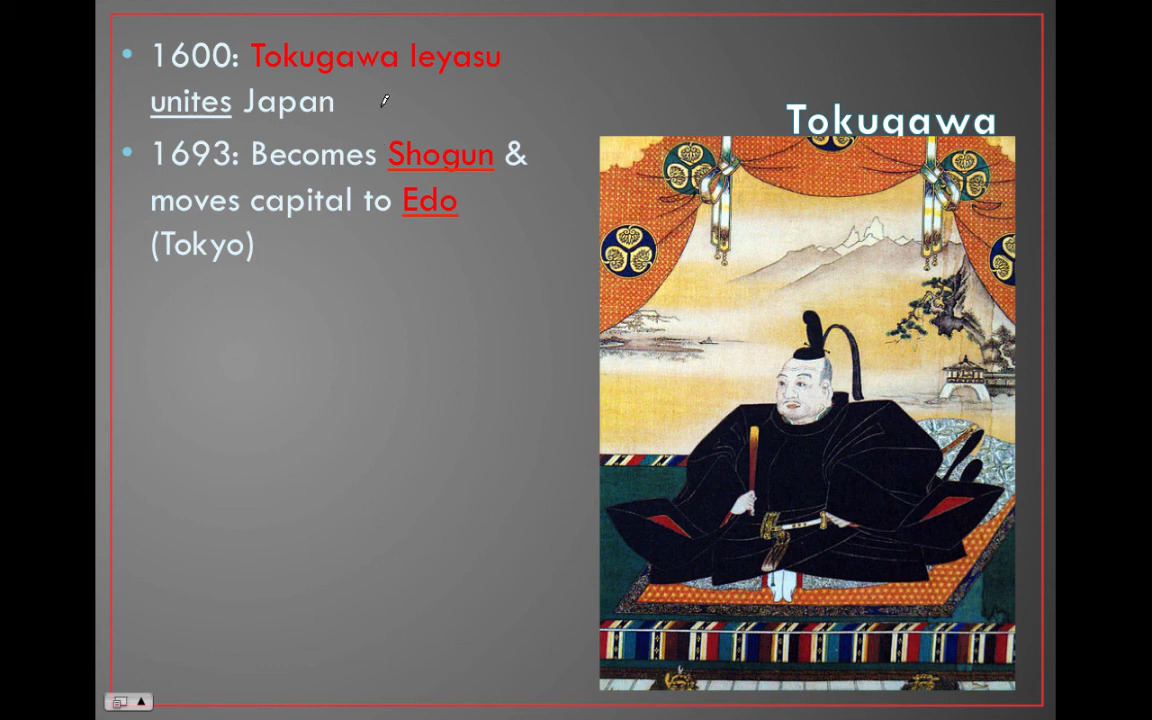 • 1600: Tokugawa Ieyasu
unites Japan
• 1693: Becomes Shogun &
moves capital to Edo
(Tokyo)
Tokugawa